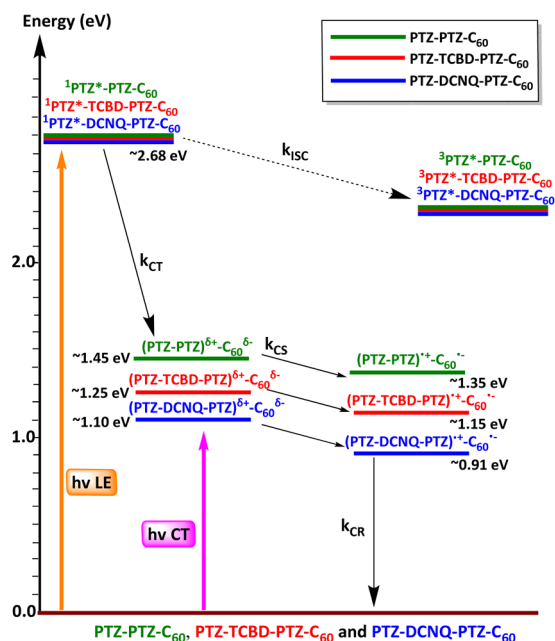 Energy (eV)
PTZ-PTZ-C60
PTZ-TCBD-PTZ-C60
PTZ-DCNQ-PTZ-C60
¹PTZ*-PTZ-C60
¹PTZ*-TCBD-PTZ-C60
¹PTZ*-DCNQ-PTZ-C60
~2.68 eV
kISC
³PTZ*-PTZ-C60
³PTZ*-TCBD-PTZ-C60
³PTZ*-DCNQ-PTZ-C60
2.0
kCT
(PTZ-PTZ)δ+-C60δ-
~1.45 eV
kCS
(PTZ-PTZ)•+-C60•-
~1.35 eV
(PTZ-TCBD-PTZ)δ+-C60δ-
~1.25 eV
(PTZ-TCBD-PTZ)•+-C60•-
~1.15 eV
(PTZ-DCNQ-PTZ)δ+-C60δ-
~1.10 eV
1.0
(PTZ-DCNQ-PTZ)•+-C60•-
~0.91 eV
hv LE
hv CT
kCR
0.0
PTZ-PTZ-C60, PTZ-TCBD-PTZ-C60 and PTZ-DCNQ-PTZ-C60